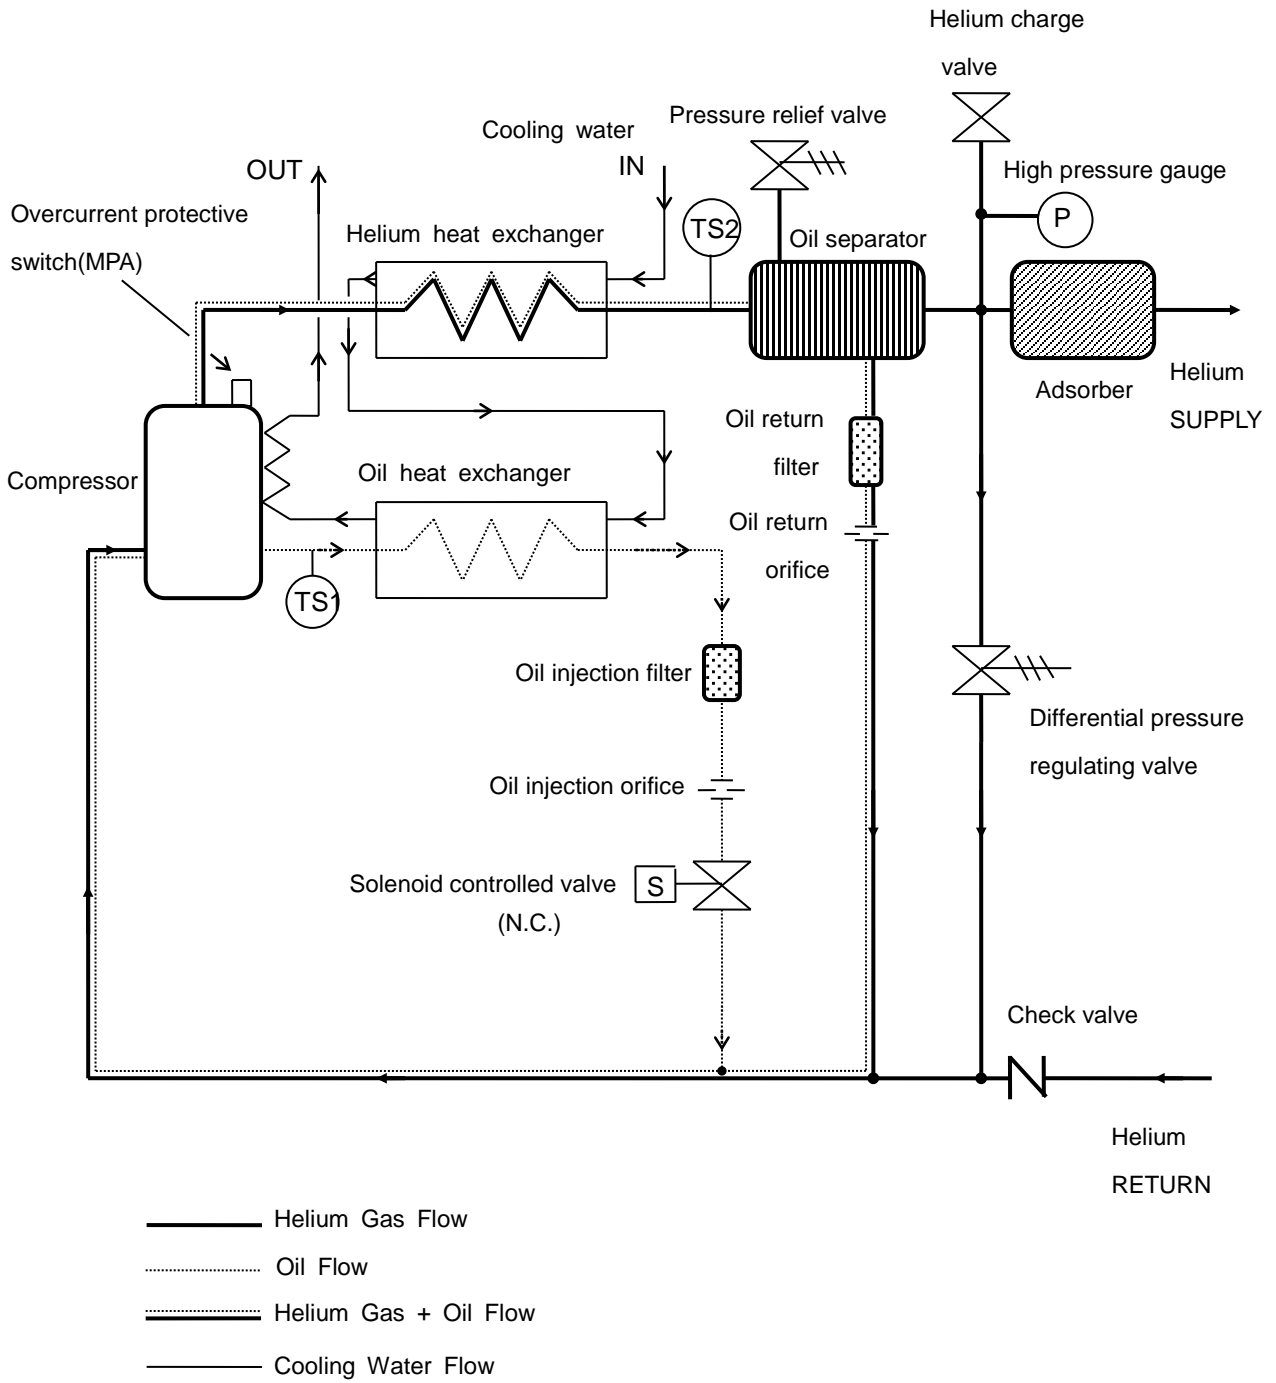 Helium charge
valve
Pressure relief valve
Cooling water
IN
OUT
High pressure gauge
P
Overcurrent protective
switch(MPA)
Helium heat exchanger
TS2
Oil separator
Adsorber
Helium
SUPPLY
Oil return
filter
Compressor
Oil heat exchanger
Oil return
orifice
TS1
Oil injection filter
Differential pressure
regulating valve
Oil injection orifice
Solenoid controlled valve
(N.C.)
S
Check valve
Helium
RETURN
Helium Gas Flow
Oil Flow
Helium Gas + Oil Flow
Cooling Water Flow